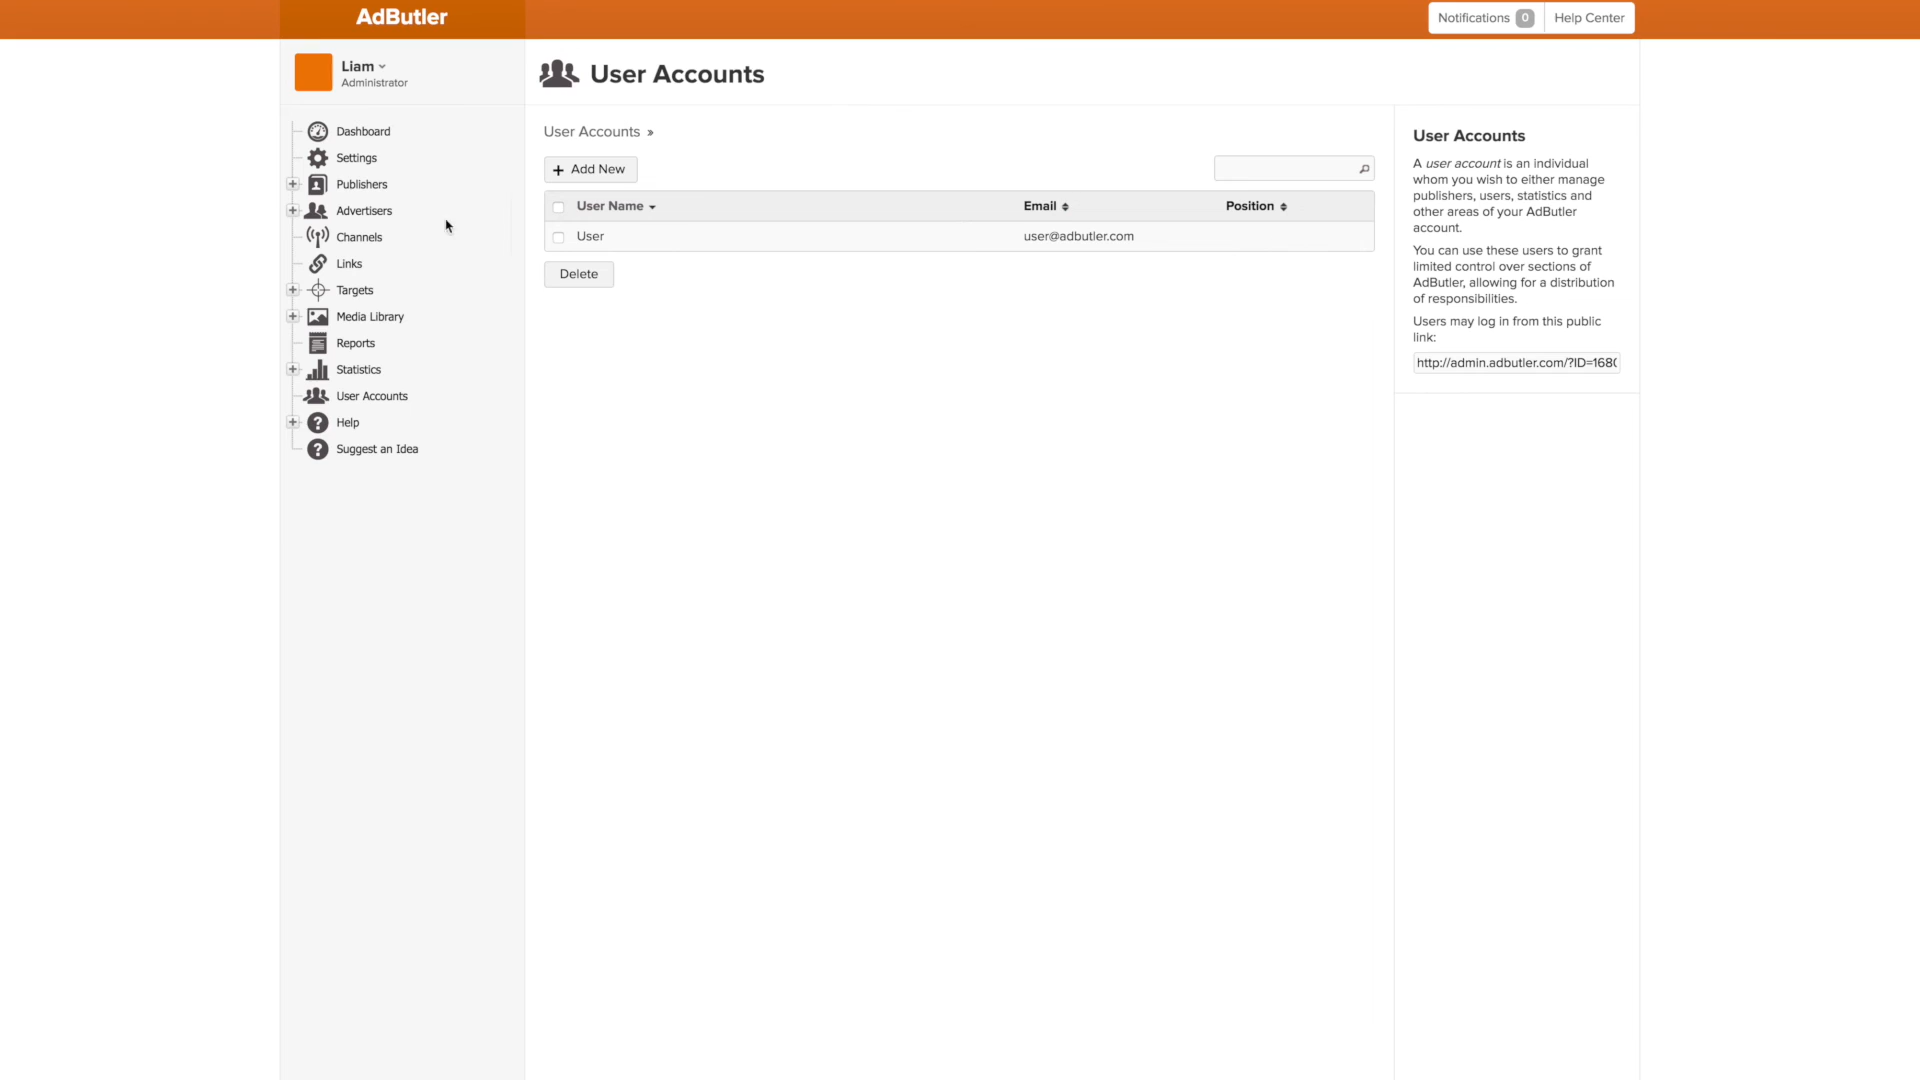 AdButler
Notifications 0
Help Center
Liam
Administrator
Dashboard
Settings
Publishers
Advertisers
Channels
Links
Targets
Media Library
Reports
Statistics
User Accounts
Help
Suggest an Idea
User Accounts
User Accounts »
+ Add New
User Name Email Position
User user@adbutler.com
Delete
User Accounts
A user account is an individual
whom you wish to either manage
publishers, users, statistics and
other areas of your AdButler
account.
You can use these users to grant
limited control over sections of
AdButler, allowing for a distribution
of responsibilities.
Users may log in from this public
link:
http://admin.adbutler.com/?ID=168